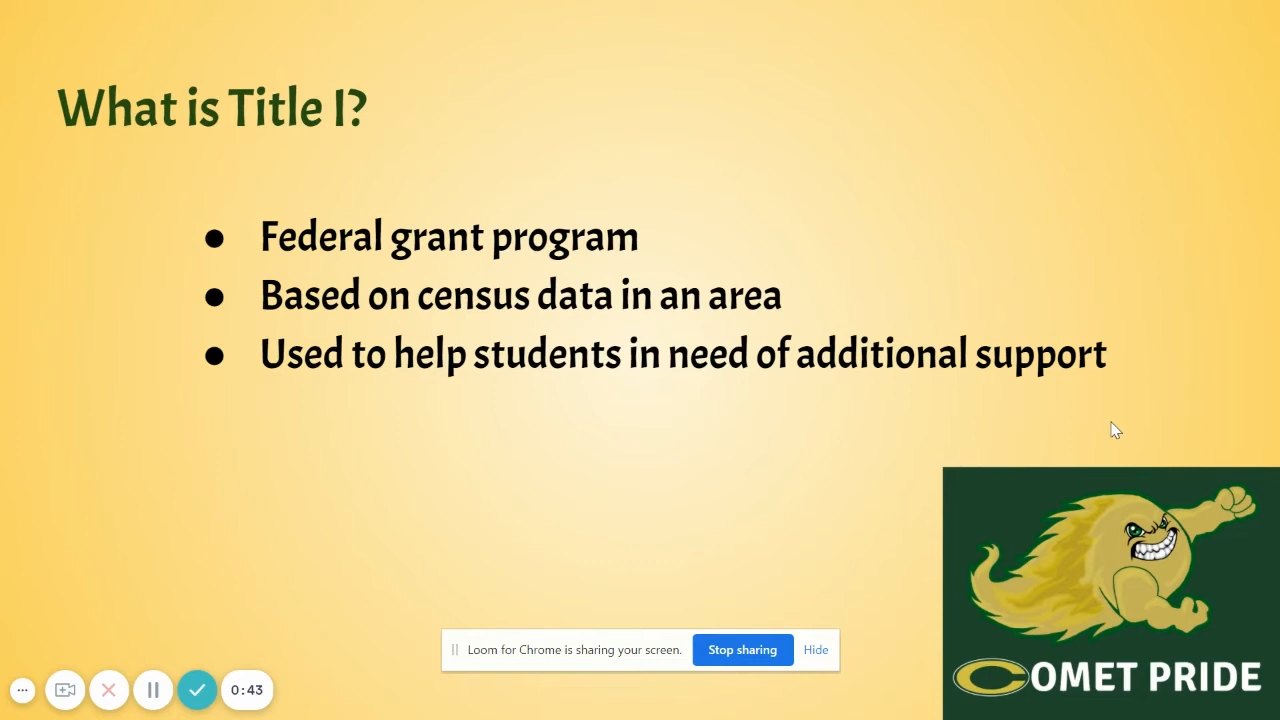 What is Title I?
● Federal grant program
● Based on census data in an area
● Used to help students in need of additional support
Loom for Chrome is sharing your screen. Stop sharing Hide
0:43
COMET PRIDE